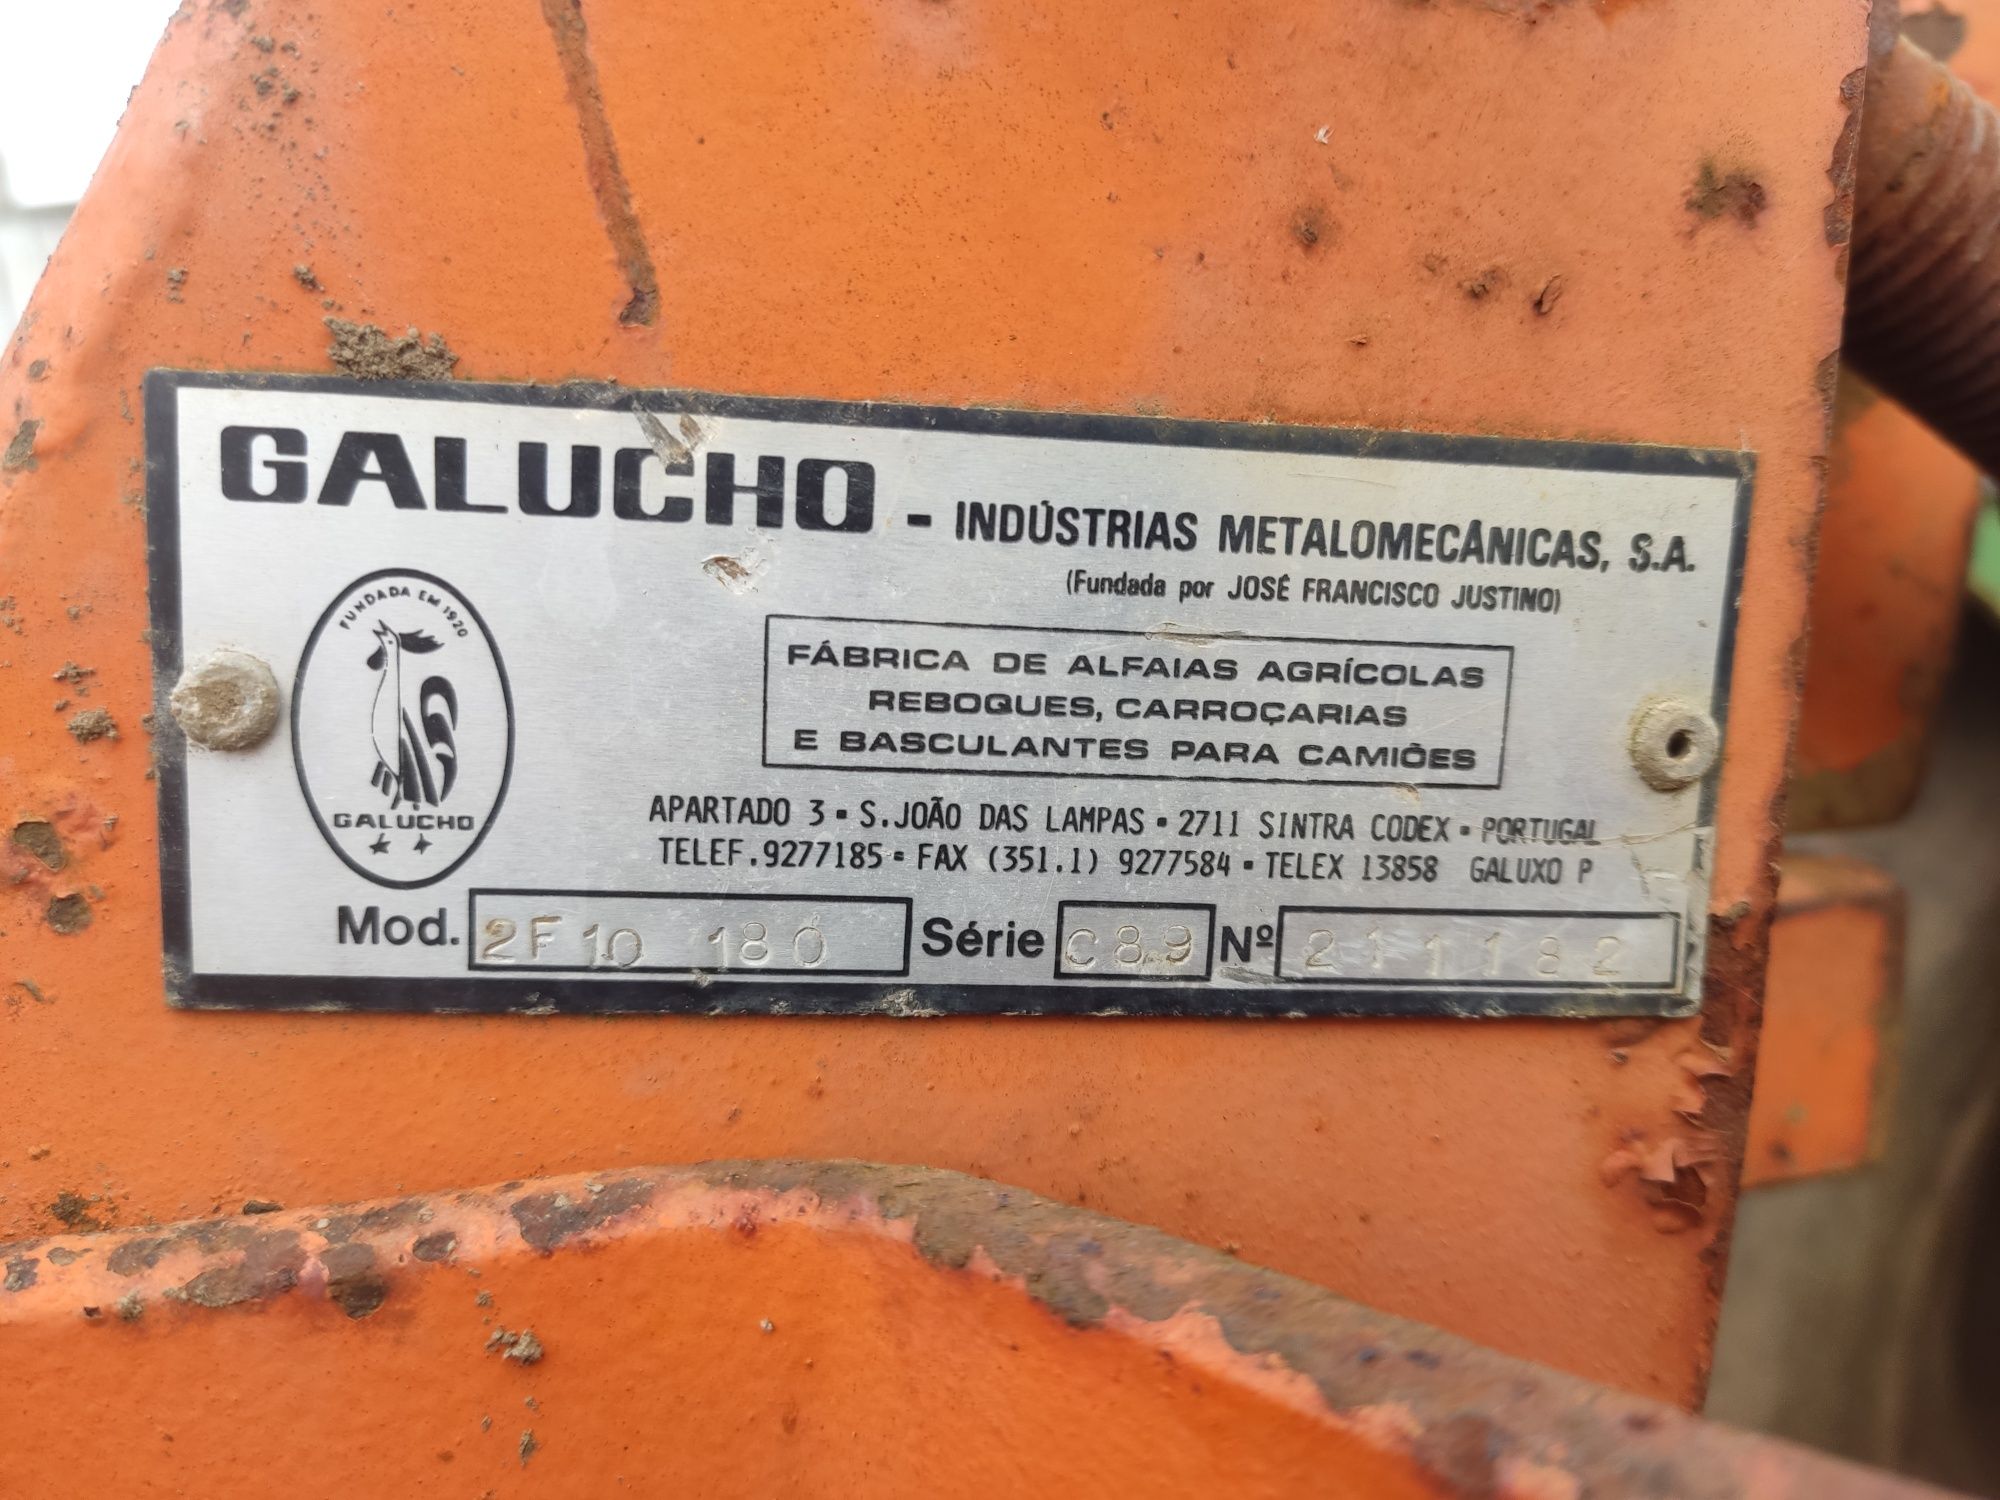 GALUCHO - INDÚSTRIAS METALOMECÂNICAS, S.A.
(Fundada por JOSÉ FRANCISCO JUSTINO)
FUNDADA EM 1920
GALUCHO
FÁBRICA DE ALFAIAS AGRÍCOLAS
REBOQUES, CARROÇARIAS
E BASCULANTES PARA CAMIÕES
APARTADO 3 ▪ S.JOÃO DAS LAMPAS ▪ 2711 SINTRA CODEX ▪ PORTUGAL
TELEF.9277185 ▪ FAX (351.1) 9277584 ▪ TELEX 13858 GALUXO P
Mod. 2F10 180 Série C89 Nº 211182